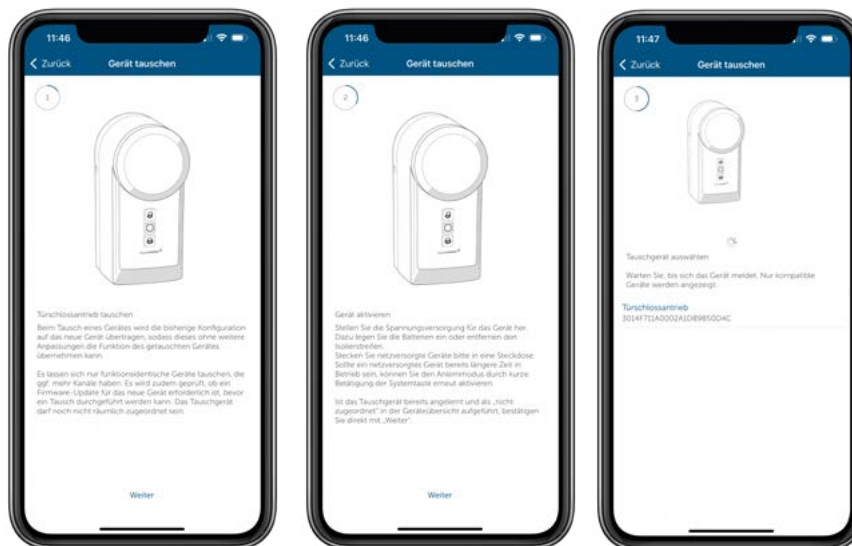 11:46
Zurück
Gerät tauschen
1
Türschlossantrieb tauschen
Beim Tausch eines Gerätes wird die bisherige Konfiguration
auf das neue Gerät übertragen, sodass dieses ohne weitere
Anpassungen die Funktion des getauschten Gerätes
übernehmen kann.
Es lassen sich nur funktionsidentische Geräte tauschen, die
ggf. mehr Kanäle haben. Es wird zudem geprüft, ob ein
Firmware-Update für das neue Gerät erforderlich ist, bevor
ein Tausch durchgeführt werden kann. Das Tauschgerät
darf noch nicht räumlich zugeordnet sein.
Weiter
11:46
Zurück
Gerät tauschen
2
Gerät aktivieren
Stellen Sie die Spannungsversorgung für das Gerät her.
Dazu legen Sie die Batterien ein oder entfernen den
Isolierstreifen.
Stecken Sie netzversorgte Geräte bitte in eine Steckdose.
Sollte ein netzversorgtes Gerät bereits längere Zeit in
Betrieb sein, können Sie den Anlernmodus durch kurze
Betätigung der Systemtaste erneut aktivieren.
Ist das Tauschgerät bereits angelernt und als „nicht
zugeordnet" in der Geräteübersicht aufgeführt, bestätigen
Sie direkt mit „Weiter".
Weiter
11:47
Zurück
Gerät tauschen
3
Tauschgerät auswählen
Warten Sie, bis sich das Gerät meldet. Nur kompatible
Geräte werden angezeigt.
Türschlossantrieb